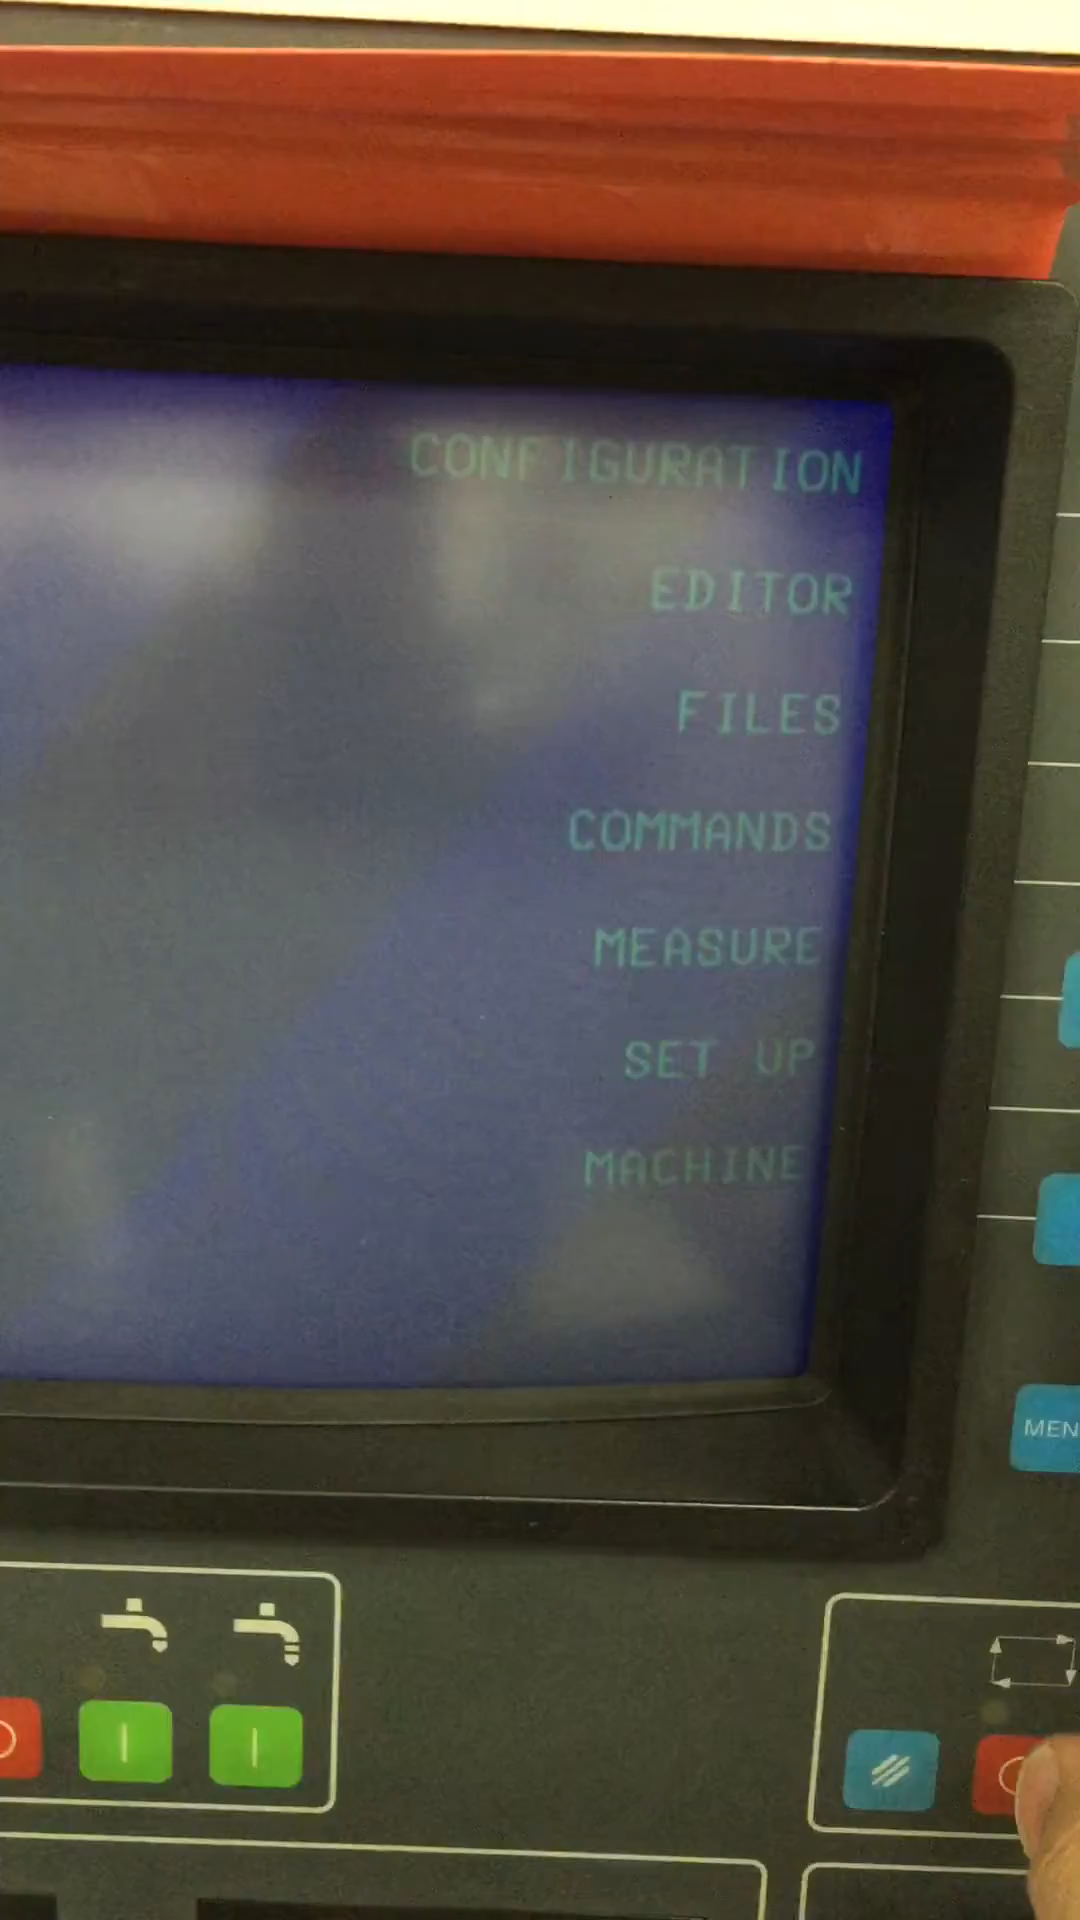 CONFIGURATION
EDITOR
FILES
COMMANDS
MEASURE
SET UP
MACHINE
MEN